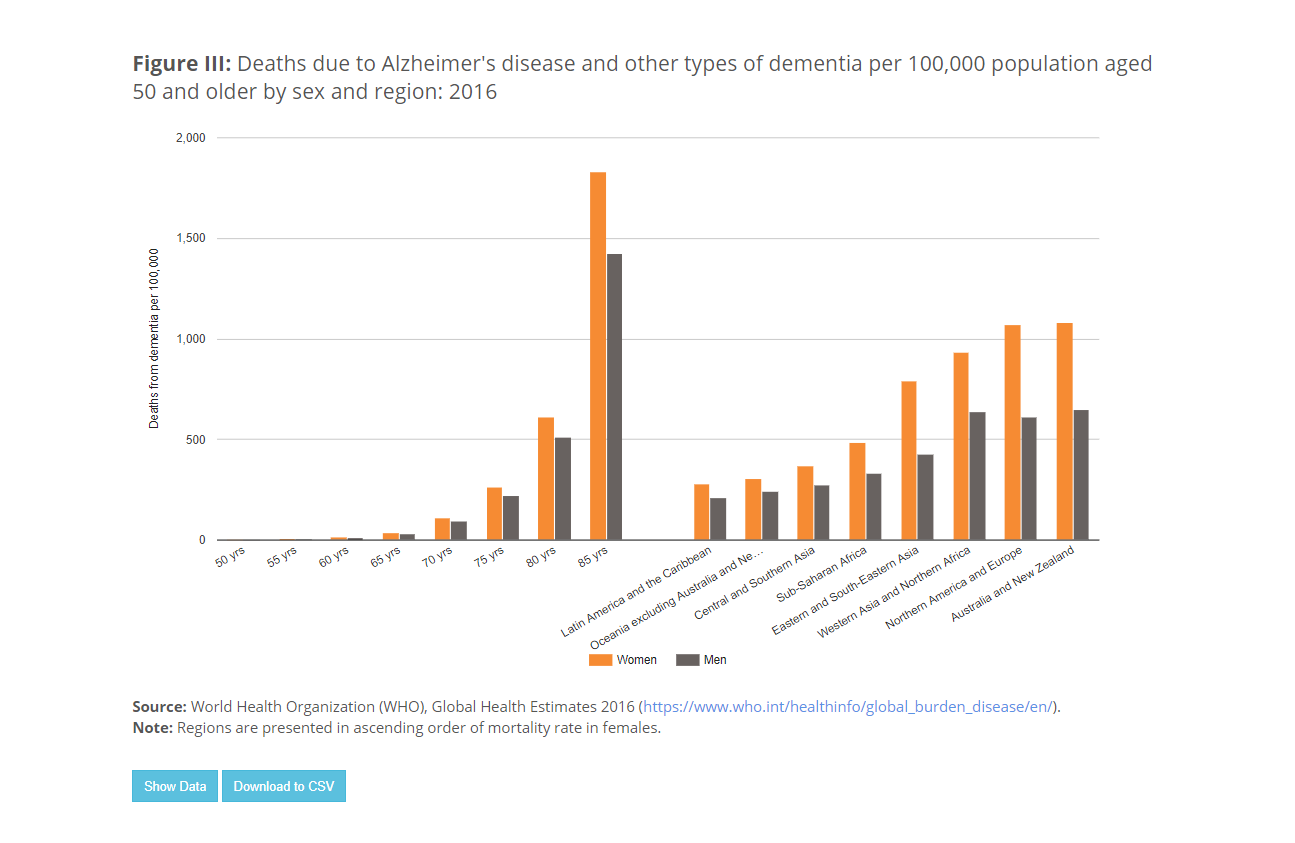 Figure III: Deaths due to Alzheimer's disease and other types of dementia per 100,000 population aged
50 and older by sex and region: 2016
2,000
1,500
1,000
500
0
Deaths from dementia per 100,000
50 yrs
55 yrs
60 yrs
65 yrs
70 yrs
75 yrs
80 yrs
85 yrs
Latin America and the Caribbean
Oceania excluding Australia and Ne...
Central and Southern Asia
Sub-Saharan Africa
Eastern and South-Eastern Asia
Western Asia and Northern Africa
Northern America and Europe
Australia and New Zealand
Women Men
Source: World Health Organization (WHO), Global Health Estimates 2016 (https://www.who.int/healthinfo/global_burden_disease/en/).
Note: Regions are presented in ascending order of mortality rate in females.
Show Data Download to CSV